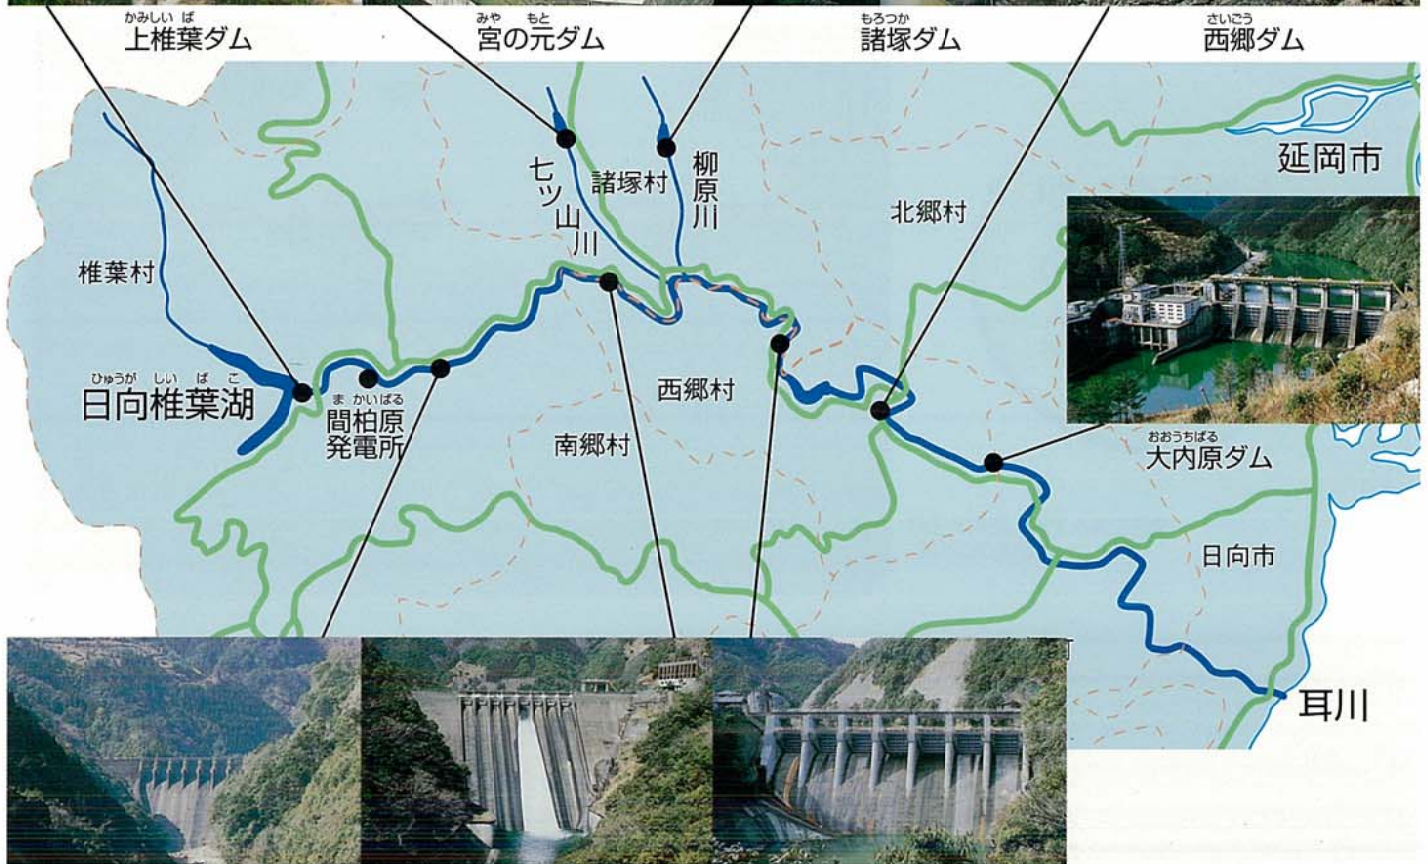 かみしいば
上椎葉ダム
みや もと
宮の元ダム
もろつか
諸塚ダム
さいごう
西郷ダム
延岡市
七ツ山川
諸塚村
柳原川
北郷村
椎葉村
ひゅうが しいばこ
日向椎葉湖
まかいばる
間柏原
発電所
西郷村
南郷村
おおうちばる
大内原ダム
日向市
耳川